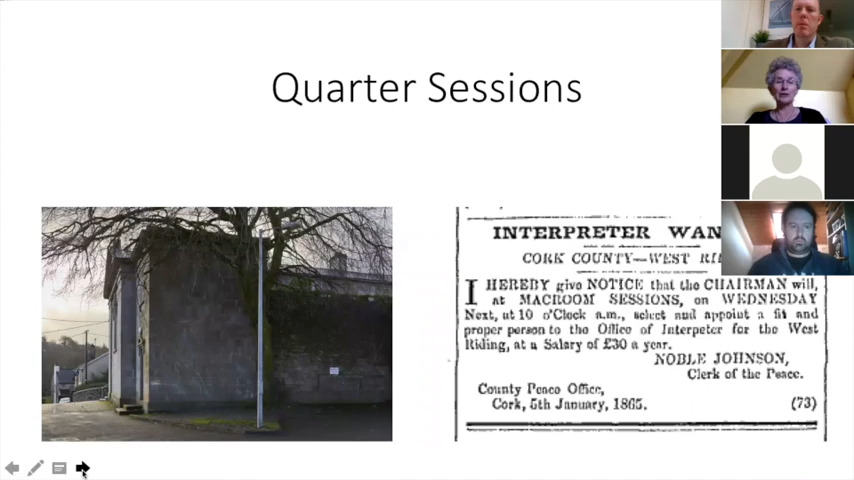 Quarter Sessions
INTERPRETER WAN
CORK COUNTY—WEST RI
I HEREBY give NOTICE that the CHAIRMAN will,
at MACROOM SESSIONS, on WEDNESDAY
Next, at 10 o'Clock a.m., select and appoint a fit and
proper person to the Office of Interpeter for the West
Riding, at a Salary of £30 a year.
NOBLE JOHNSON,
Clerk of the Peace.
County Peace Office,
Cork, 5th January, 1865. (73)